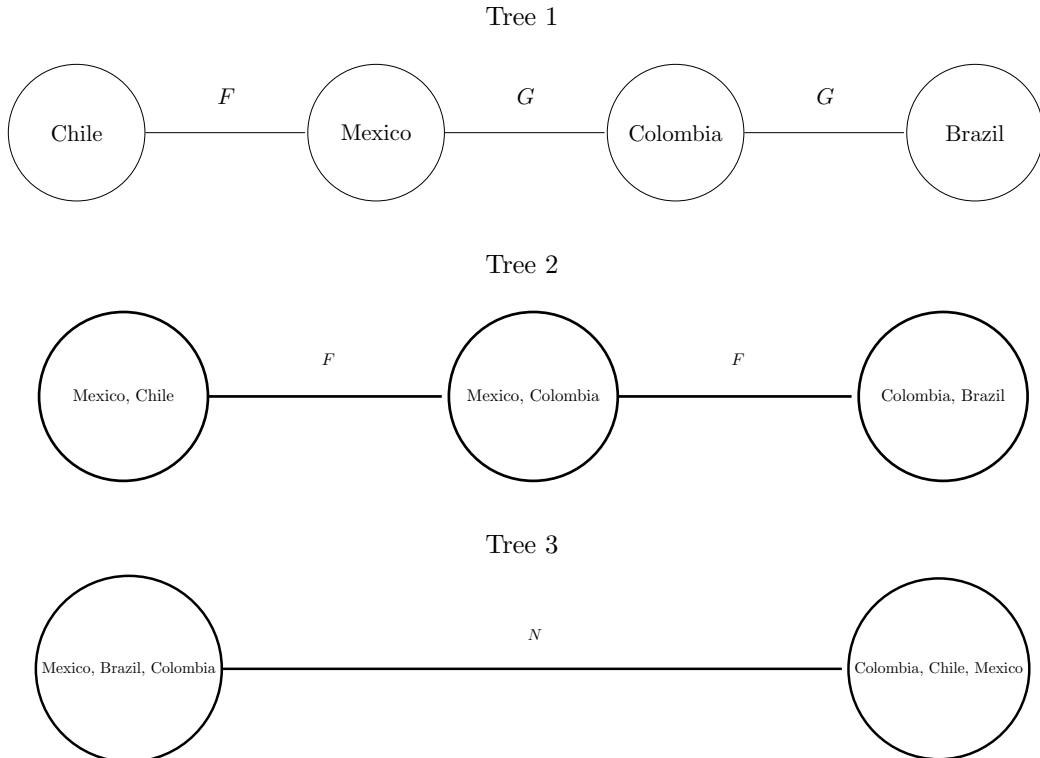 Tree 1
F G G
Chile Mexico Colombia Brazil
Tree 2
F F
Mexico, Chile Mexico, Colombia Colombia, Brazil
Tree 3
N
Mexico, Brazil, Colombia Colombia, Chile, Mexico